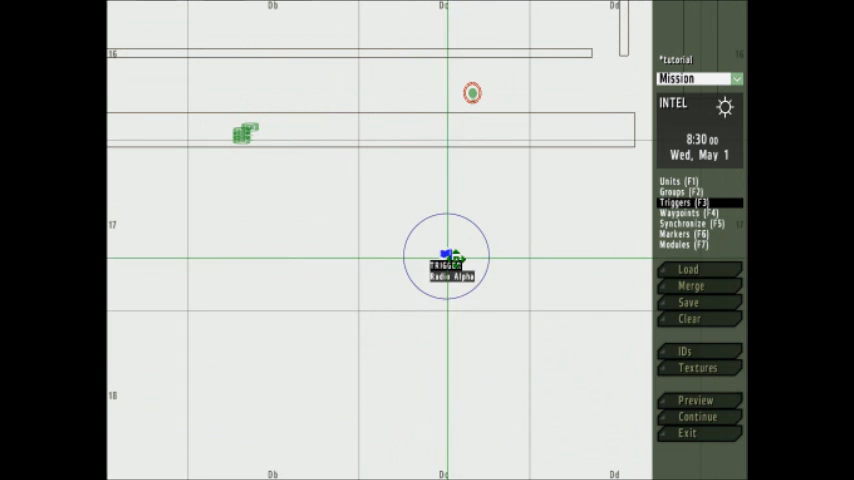 Db Dc Dd
16
16
*tutorial
Mission
INTEL
8:30 00
Wed, May 1
Units (F1)
Groups (F2)
Triggers (F3)
Waypoints (F4)
Synchronize (F5)
Markers (F6)
Modules (F7)
17
17
TRIGGER
Radio Alpha
Load
Merge
Save
Clear
IDs
Textures
18
Preview
Continue
Exit
Db Dc Dd